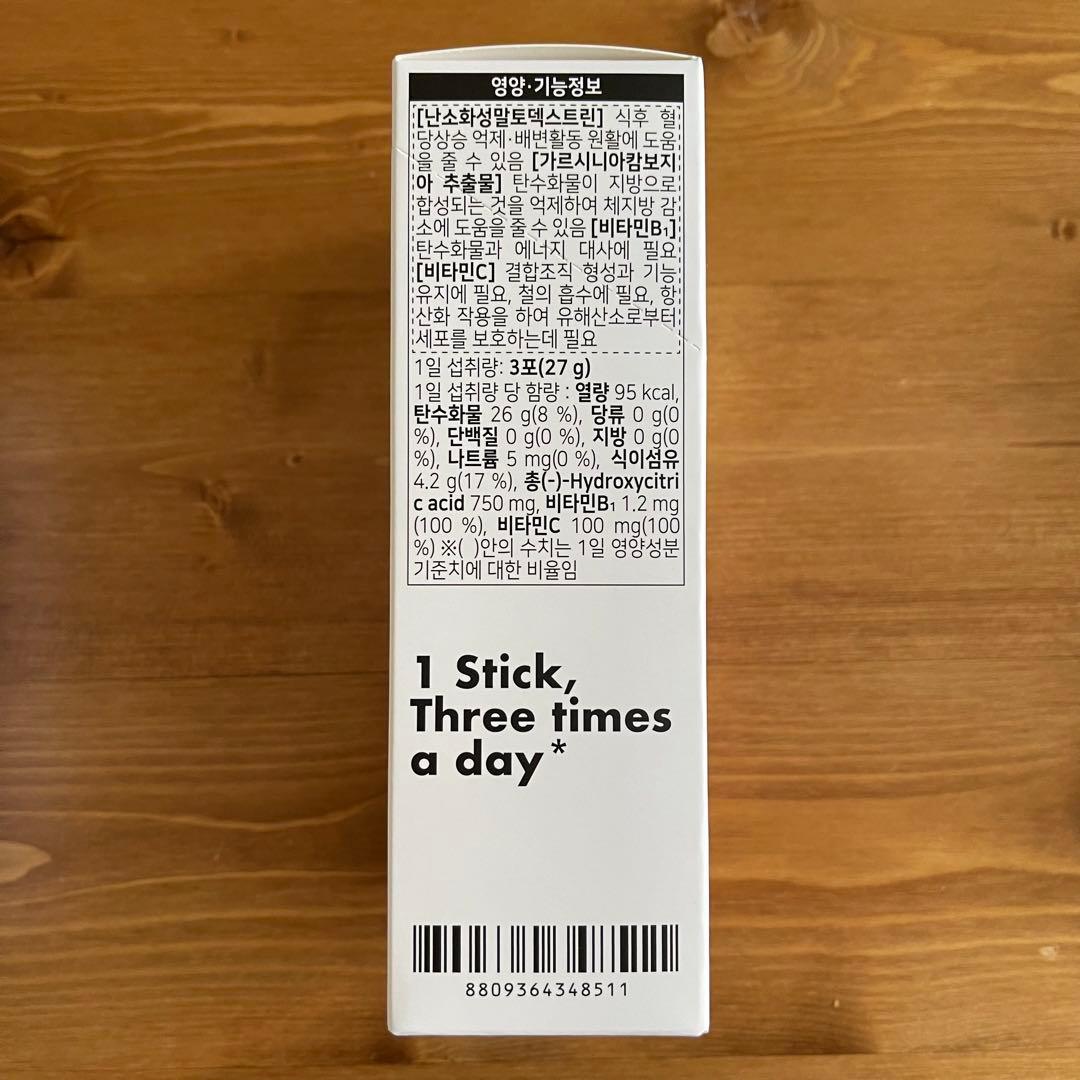 영양·기능정보
[난소화성말토덱스트린] 식후 혈
당상승 억제·배변활동 원활에 도움
을 줄 수 있음 [가르시니아캄보지
아 추출물] 탄수화물이 지방으로
합성되는 것을 억제하여 체지방 감
소에 도움을 줄 수 있음 [비타민B₁]
탄수화물과 에너지 대사에 필요
[비타민C] 결합조직 형성과 기능
유지에 필요, 철의 흡수에 필요, 항
산화 작용을 하여 유해산소로부터
세포를 보호하는데 필요
1일 섭취량: 3포(27 g)
1일 섭취량 당 함량 : 열량 95 kcal,
탄수화물 26 g(8 %), 당류 0 g(0
%), 단백질 0 g(0 %), 지방 0 g(0
%), 나트륨 5 mg(0 %), 식이섬유
4.2 g(17 %), 총(-)-Hydroxycitri
c acid 750 mg, 비타민B₁ 1.2 mg
(100 %), 비타민C 100 mg(100
%) ※( )안의 수치는 1일 영양성분
기준치에 대한 비율임
1 Stick,
Three times
a day*
8809364348511